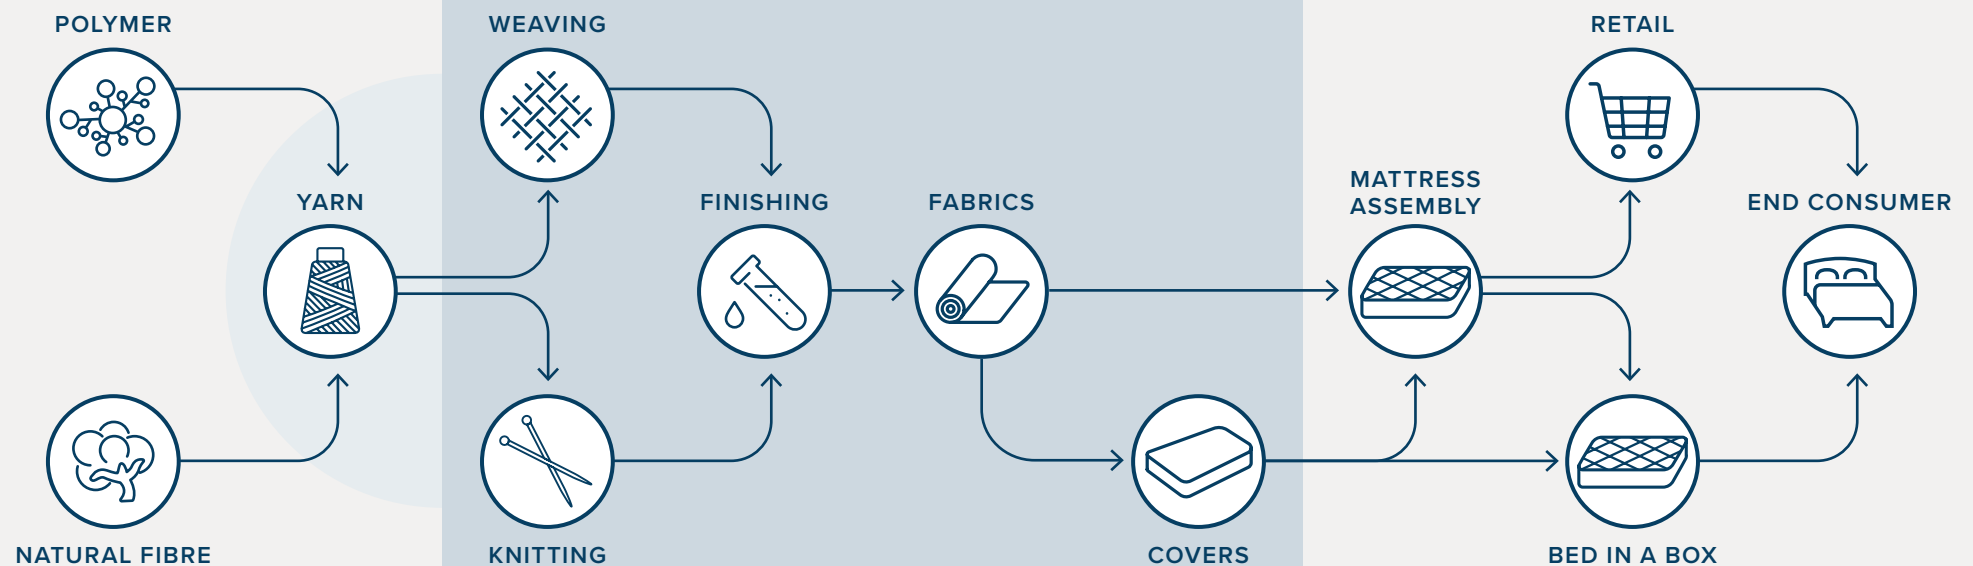 POLYMER
WEAVING
RETAIL
YARN
FINISHING
FABRICS
MATTRESS
ASSEMBLY
END CONSUMER
NATURAL FIBRE
KNITTING
COVERS
BED IN A BOX